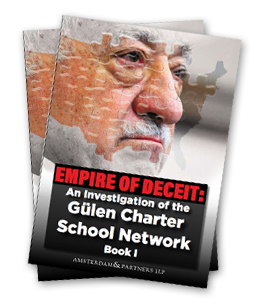 EMPIRE OF DECEIT:
An Investigation of the
Gülen Charter
School Network
Book I
AMSTERDAM & PARTNERS LLP